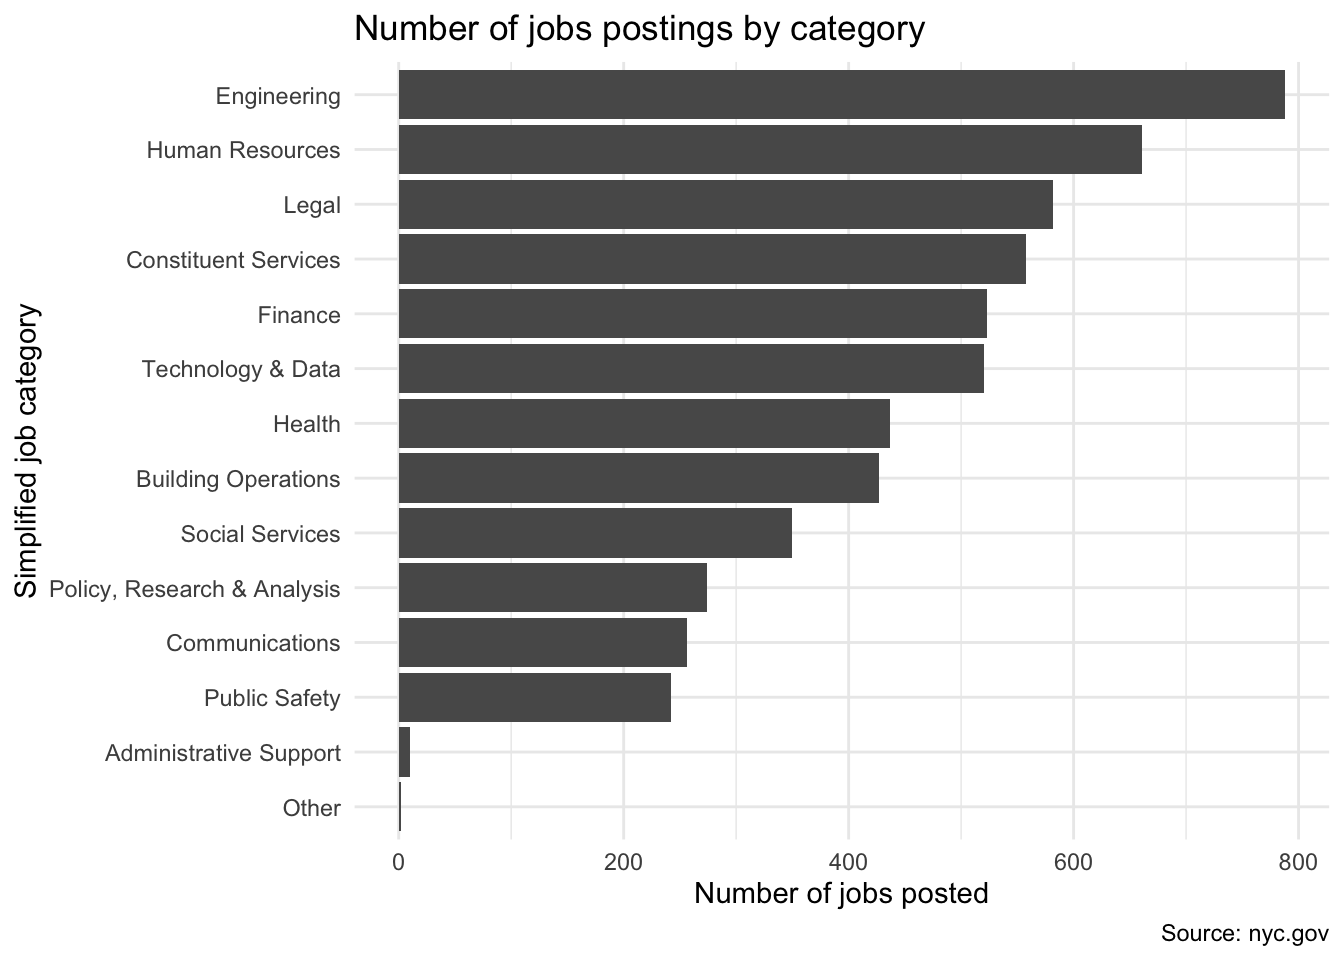 Number of jobs postings by category
Simplified job category
Engineering
Human Resources
Legal
Constituent Services
Finance
Technology & Data
Health
Building Operations
Social Services
Policy, Research & Analysis
Communications
Public Safety
Administrative Support
Other
0 200 400 600 800
Number of jobs posted
Source: nyc.gov